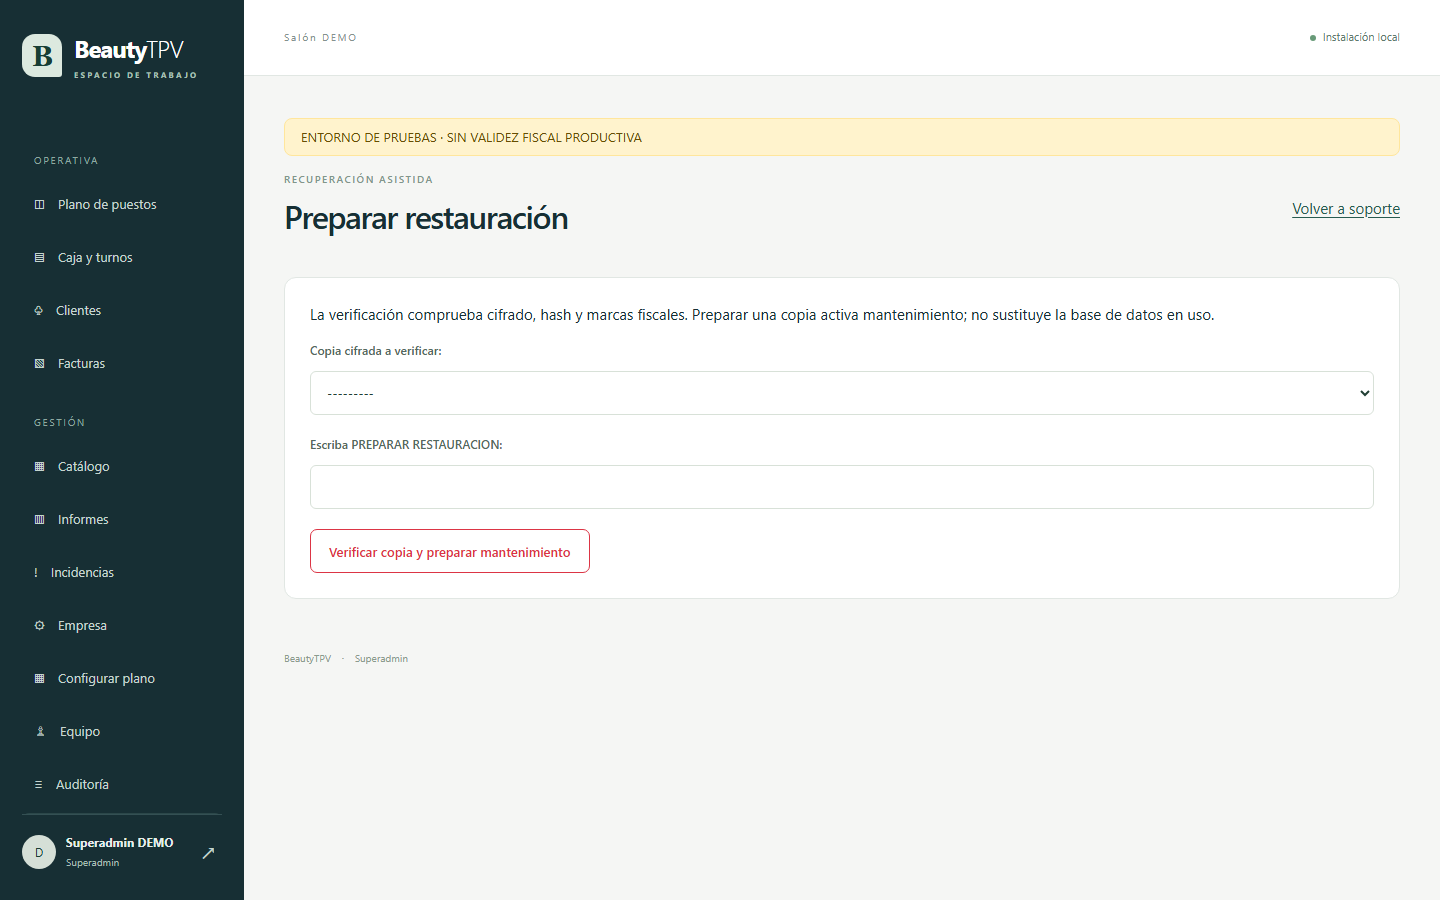 B
BeautyTPV
ESPACIO DE TRABAJO
OPERATIVA
Plano de puestos
Caja y turnos
Clientes
Facturas
GESTIÓN
Catálogo
Informes
Incidencias
Empresa
Configurar plano
Equipo
Auditoría
D
Superadmin DEMO
Superadmin
Salón DEMO
Instalación local
ENTORNO DE PRUEBAS · SIN VALIDEZ FISCAL PRODUCTIVA
RECUPERACIÓN ASISTIDA
Preparar restauración
Volver a soporte
La verificación comprueba cifrado, hash y marcas fiscales. Preparar una copia activa mantenimiento; no sustituye la base de datos en uso.
Copia cifrada a verificar:
---------
Escriba PREPARAR RESTAURACION:
Verificar copia y preparar mantenimiento
BeautyTPV · Superadmin